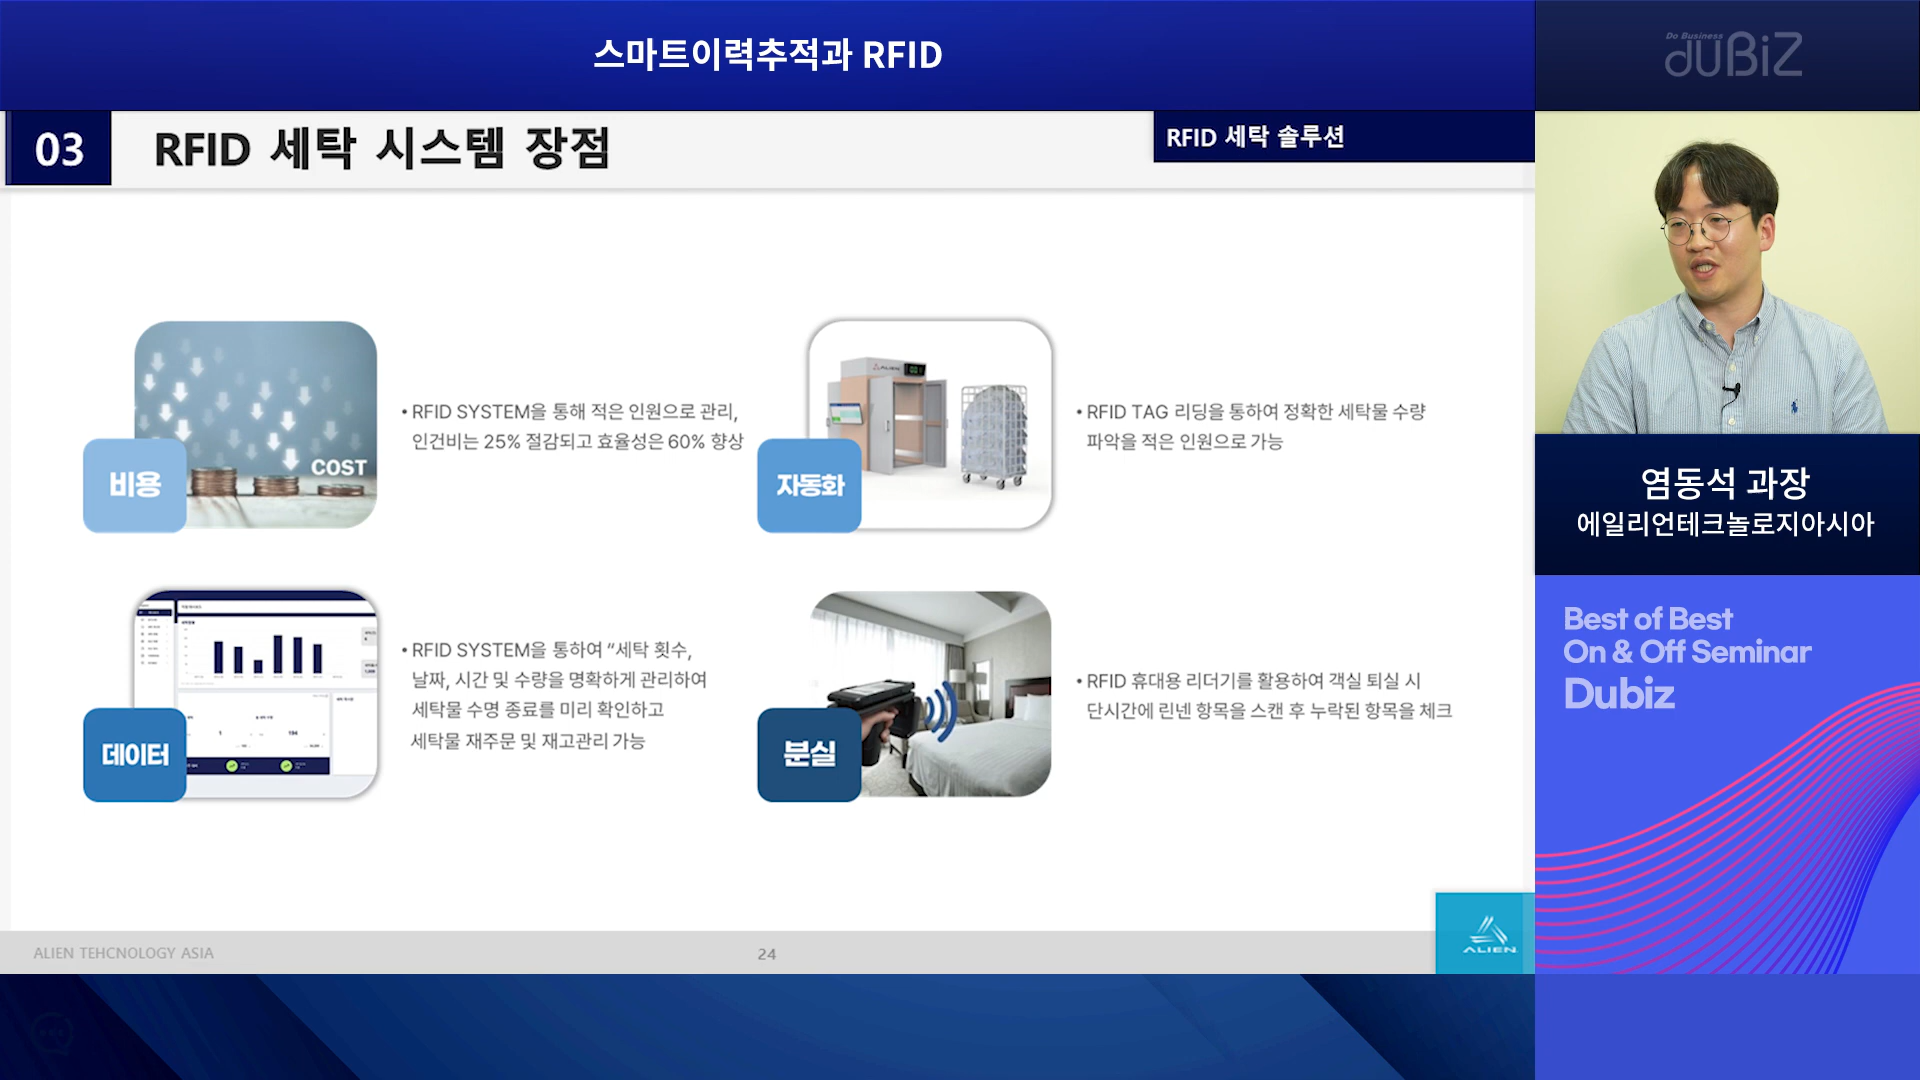 스마트이력추적과 RFID
Do Business
duBiZ
03
RFID 세탁 시스템 장점
RFID 세탁 솔루션
COST
비용
• RFID SYSTEM을 통해 적은 인원으로 관리,
인건비는 25% 절감되고 효율성은 60% 향상
ALIEN
자동화
• RFID TAG 리딩을 통하여 정확한 세탁물 수량
파악을 적은 인원으로 가능
데이터
• RFID SYSTEM을 통하여 “세탁 횟수,
날짜, 시간 및 수량을 명확하게 관리하여
세탁물 수명 종료를 미리 확인하고
세탁물 재주문 및 재고관리 가능
분실
• RFID 휴대용 리더기를 활용하여 객실 퇴실 시
단시간에 린넨 항목을 스캔 후 누락된 항목을 체크
염동석 과장
에일리언테크놀로지아시아
Best of Best
On & Off Seminar
Dubiz
ALIEN TEHCNOLOGY ASIA
24
ALIEN